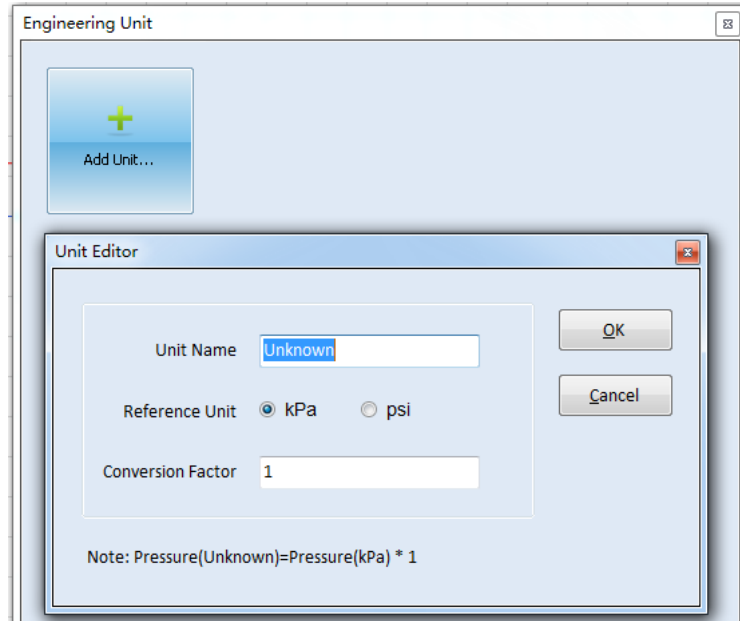 Engineering Unit
Add Unit...
Unit Editor
Unit Name Unknown
OK
Reference Unit kPa psi
Cancel
Conversion Factor 1
Note: Pressure(Unknown)=Pressure(kPa) * 1